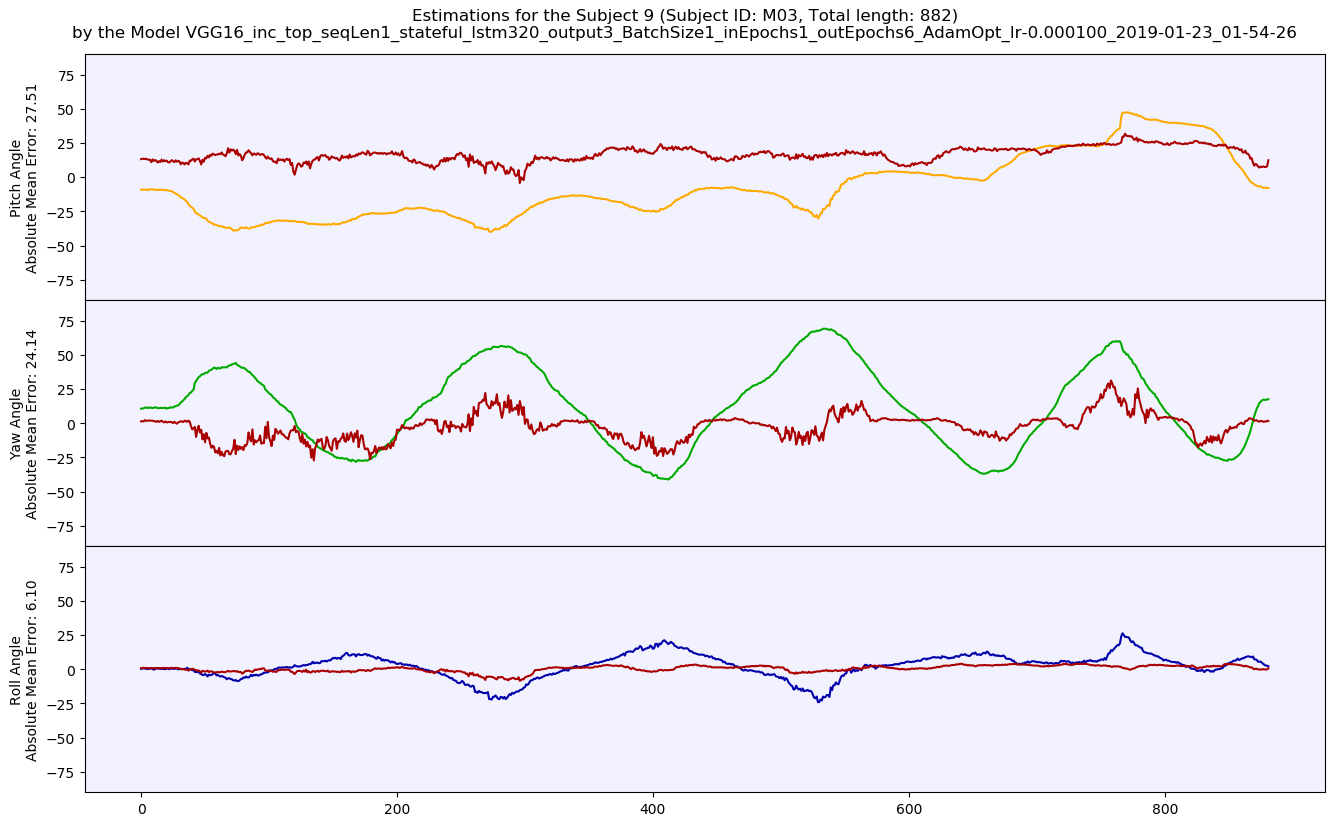 Estimations for the Subject 9 (Subject ID: M03, Total length: 882)
by the Model VGG16_inc_top_seqLen1_stateful_lstm320_output3_BatchSize1_inEpochs1_outEpochs6_AdamOpt_lr-0.000100_2019-01-23_01-54-26
Pitch Angle
Absolute Mean Error: 27.51
75
50
25
0
−25
−50
−75
Yaw Angle
Absolute Mean Error: 24.14
75
50
25
0
−25
−50
−75
Roll Angle
Absolute Mean Error: 6.10
75
50
25
0
−25
−50
−75
0 200 400 600 800